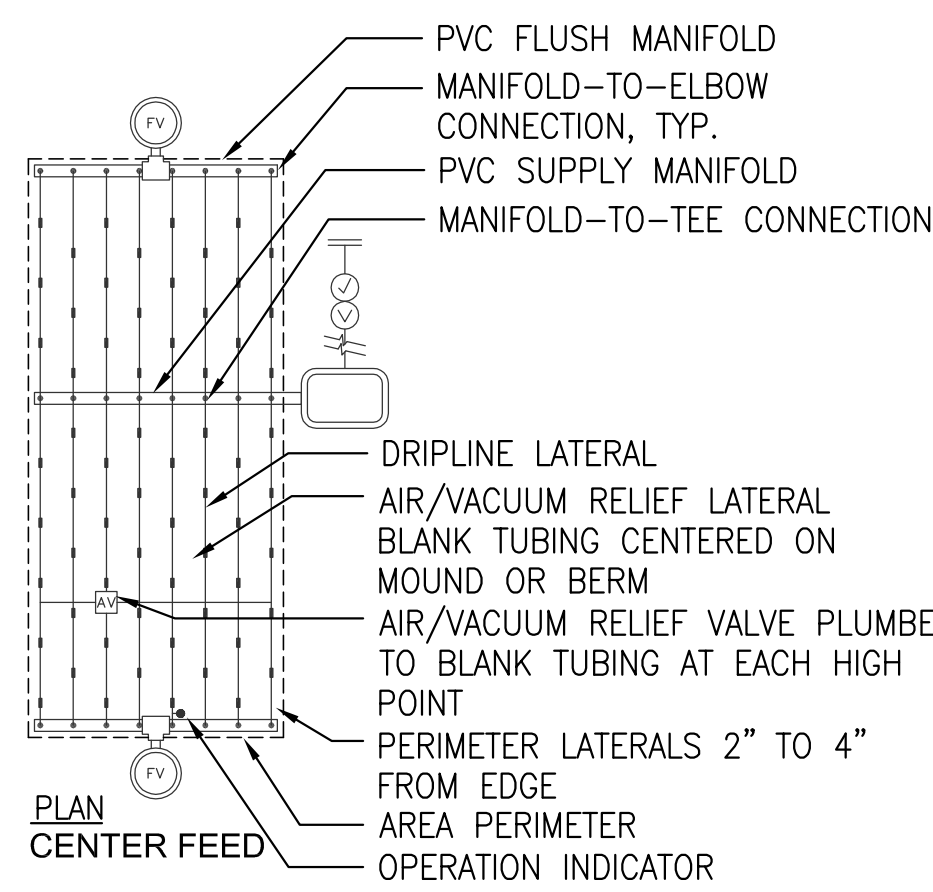 PVC FLUSH MANIFOLD
MANIFOLD-TO-ELBOW
CONNECTION, TYP.
PVC SUPPLY MANIFOLD
MANIFOLD-TO-TEE CONNECTION
FV
DRIPLINE LATERAL
AIR/VACUUM RELIEF LATERAL
BLANK TUBING CENTERED ON
MOUND OR BERM
AV
AIR/VACUUM RELIEF VALVE PLUMBE
TO BLANK TUBING AT EACH HIGH
POINT
PERIMETER LATERALS 2” TO 4”
FROM EDGE
AREA PERIMETER
OPERATION INDICATOR
FV
PLAN
CENTER FEED